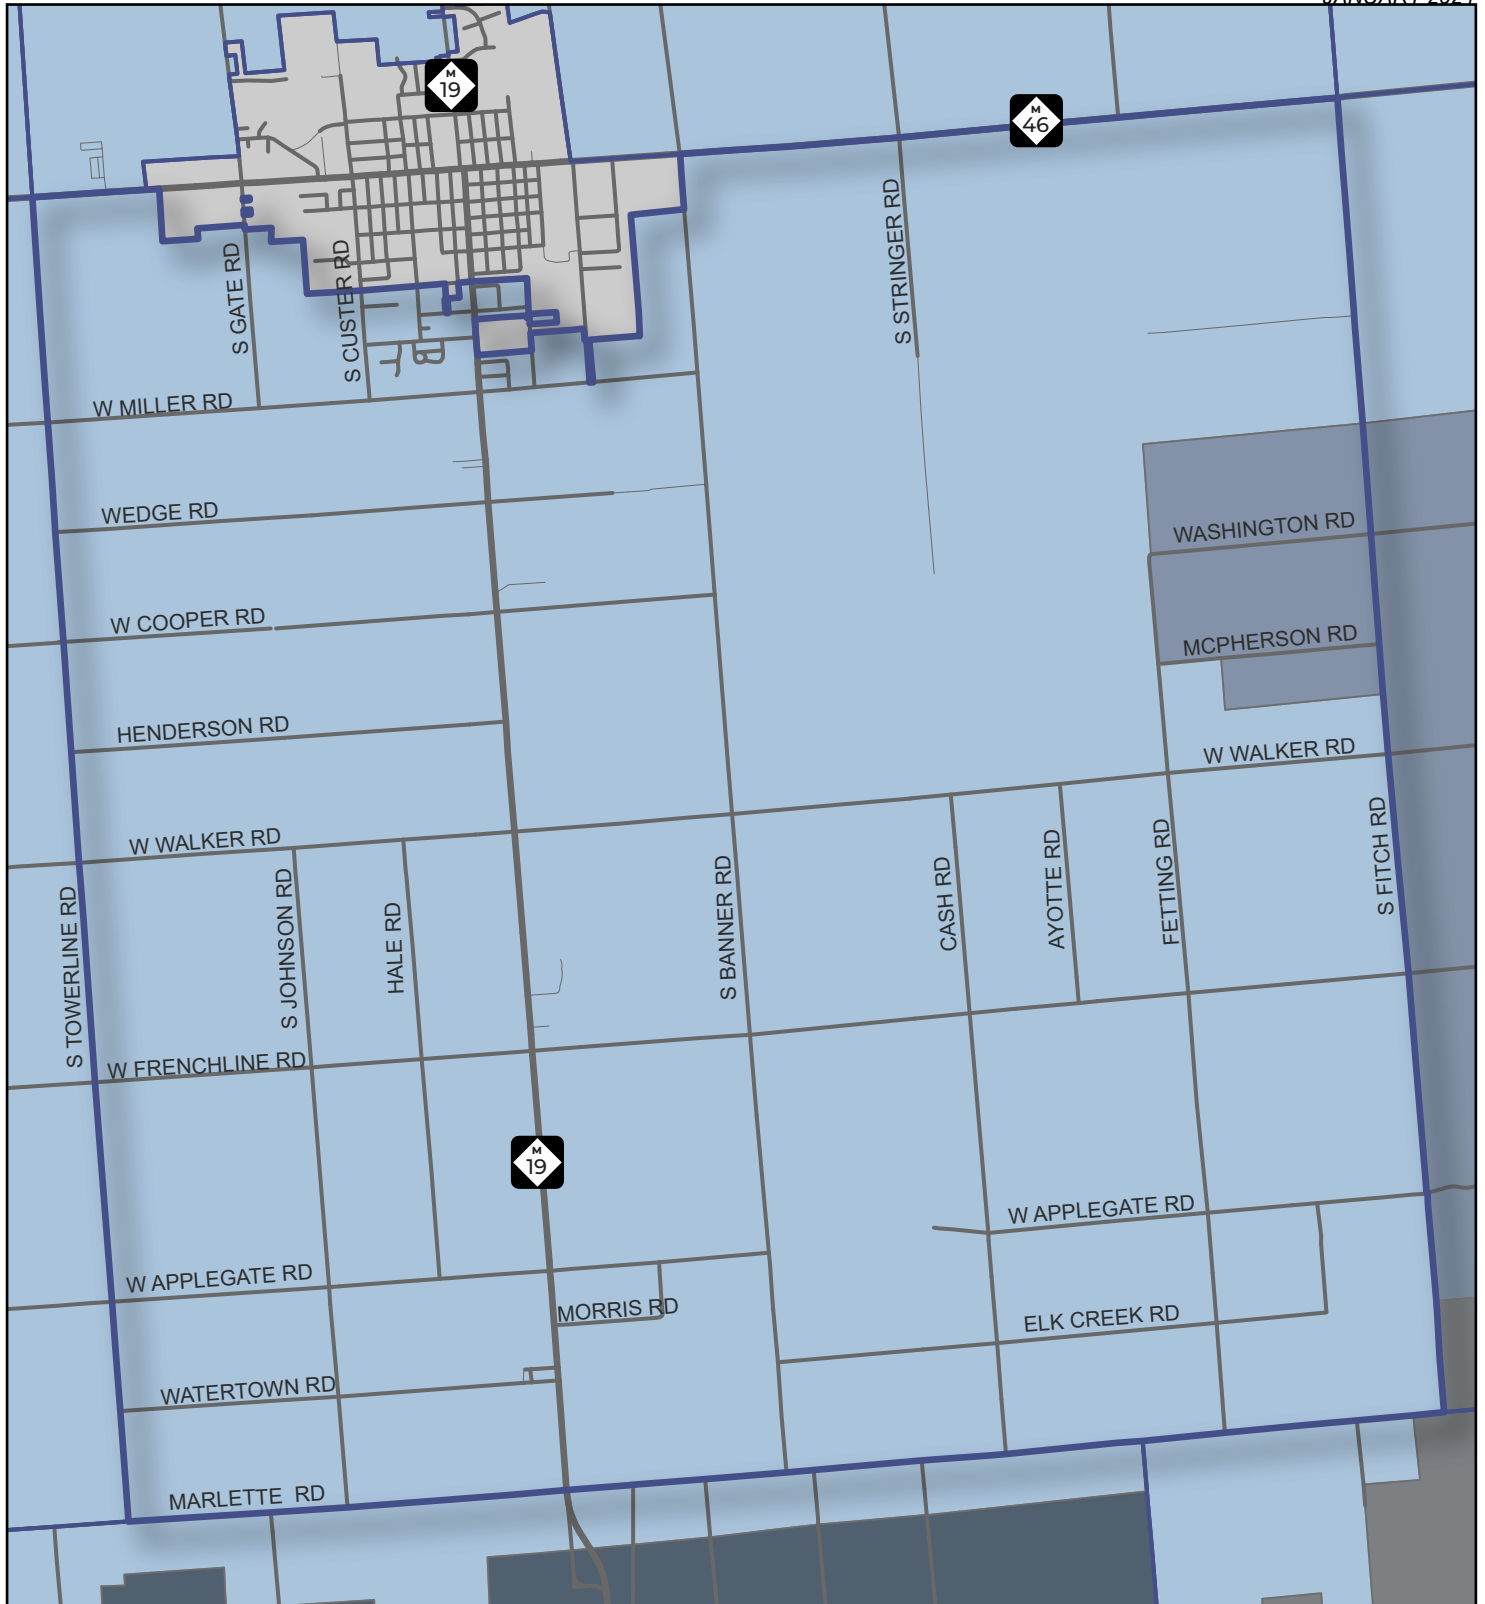 M
19
M
46
S STRINGER RD
S GATE RD
S CUSTER RD
W MILLER RD
WEDGE RD
WASHINGTON RD
W COOPER RD
MCPHERSON RD
HENDERSON RD
W WALKER RD
W WALKER RD
S TOWERLINE RD
S JOHNSON RD
HALE RD
S BANNER RD
CASH RD
AYOTTE RD
FETTING RD
S FITCH RD
W FRENCHLINE RD
M
19
W APPLEGATE RD
W APPLEGATE RD
MORRIS RD
ELK CREEK RD
WATERTOWN RD
MARLETTE RD